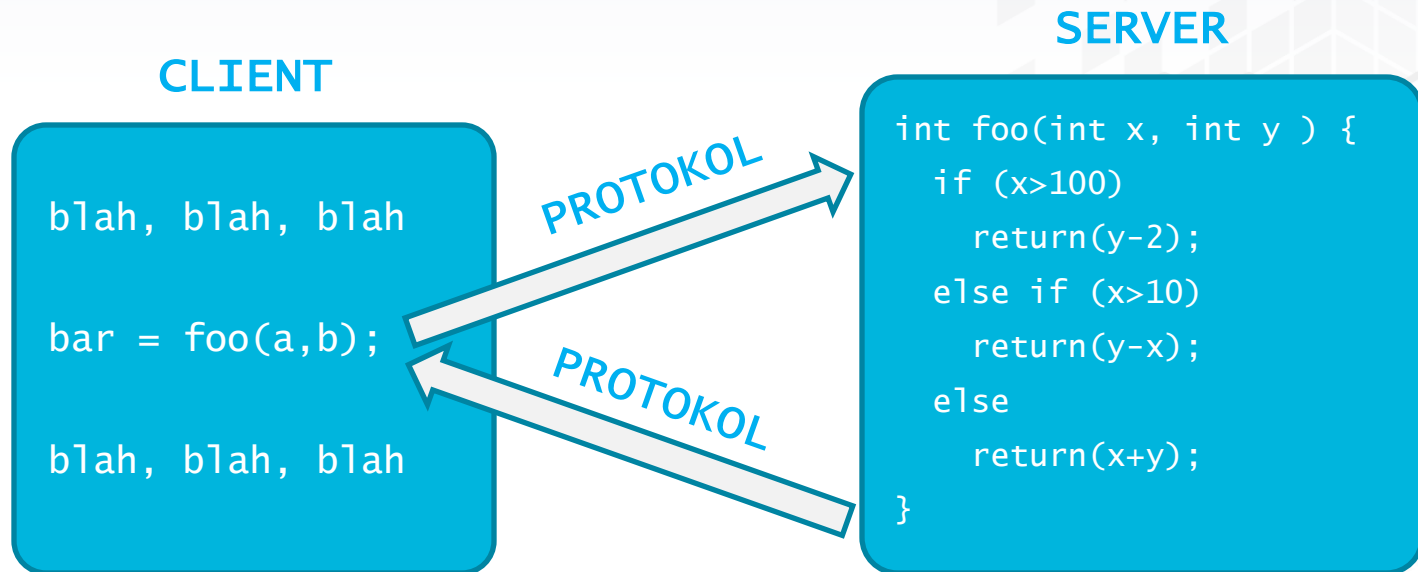 CLIENT
blah, blah, blah
bar = foo(a,b);
blah, blah, blah
PROTOKOL
PROTOKOL
SERVER
int foo(int x, int y ) {
if (x>100)
return(y-2);
else if (x>10)
return(y-x);
else
return(x+y);
}